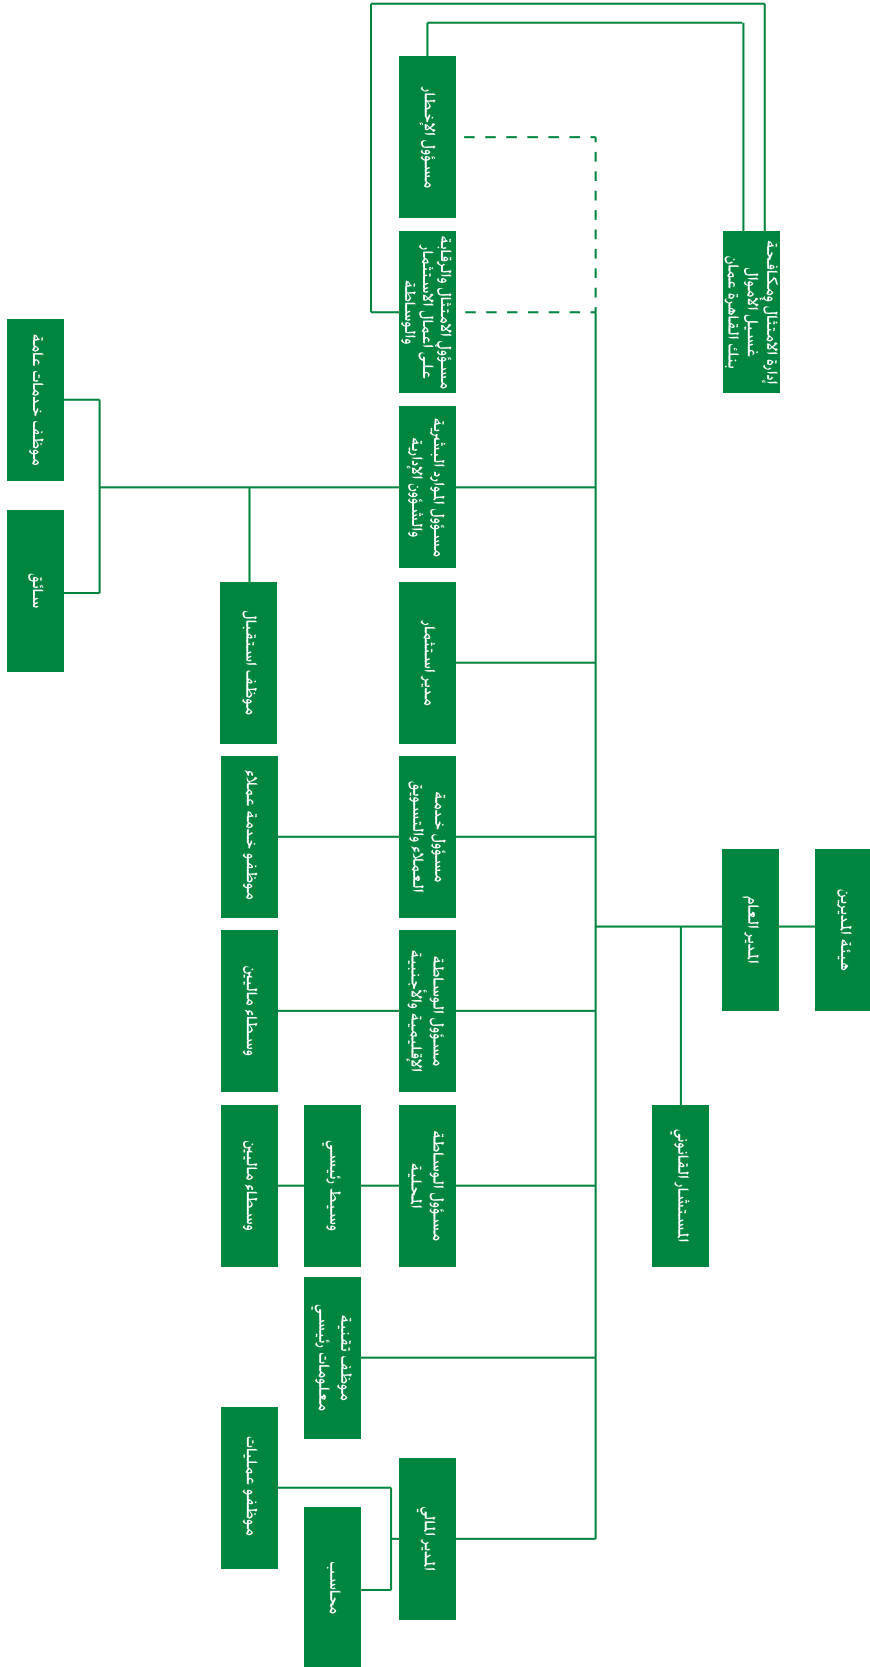 هيئة المديرين
المدير العام
المستشار القانوني
إدارة الامتثال ومكافحة
غسيل الأموال
بنك القاهرة عمان
مسؤول الإخطار
مسؤول الامتثال والرقابة
على اعمال الاستثمار
والوساطة
مسؤول الموارد البشرية
والشؤون الإدارية
مدير استثمار
مسؤول خدمة
العملاء والتسويق
مسؤول الوساطة
الإقليمية والأجنبية
مسؤول الوساطة
المحلية
موظف تقنية
معلومات رئيسي
المدير المالي
وسيط رئيسي
محاسب
موظف استقبال
موظفو خدمة عملاء
وسطاء ماليين
وسطاء ماليين
موظفو عمليات
موظف خدمات عامة
سائق